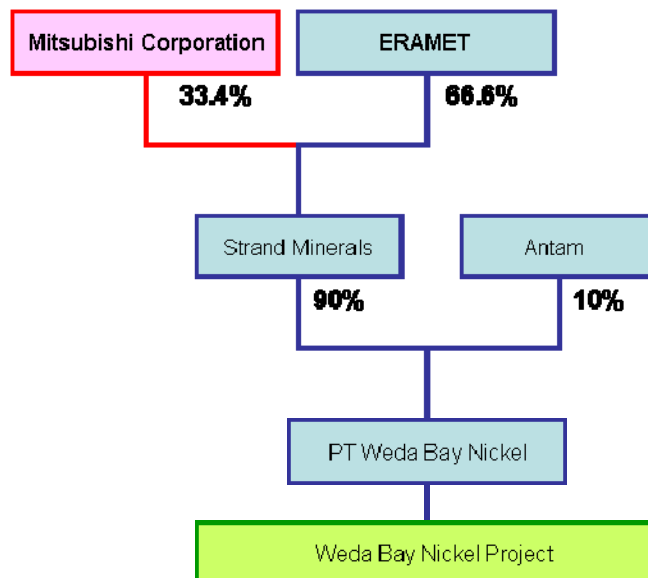 Mitsubishi Corporation
ERAMET
33.4%
66.6%
Strand Minerals
Antam
90%
10%
PT Weda Bay Nickel
Weda Bay Nickel Project